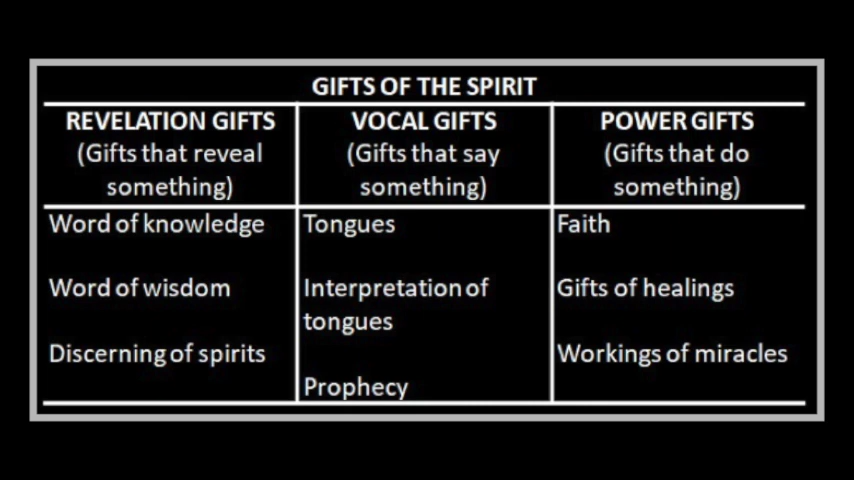 GIFTS OF THE SPIRIT
REVELATION GIFTS
(Gifts that reveal
something)
VOCAL GIFTS
(Gifts that say
something)
POWER GIFTS
(Gifts that do
something)
Word of knowledge
Word of wisdom
Discerning of spirits
Tongues
Interpretation of
tongues
Prophecy
Faith
Gifts of healings
Workings of miracles